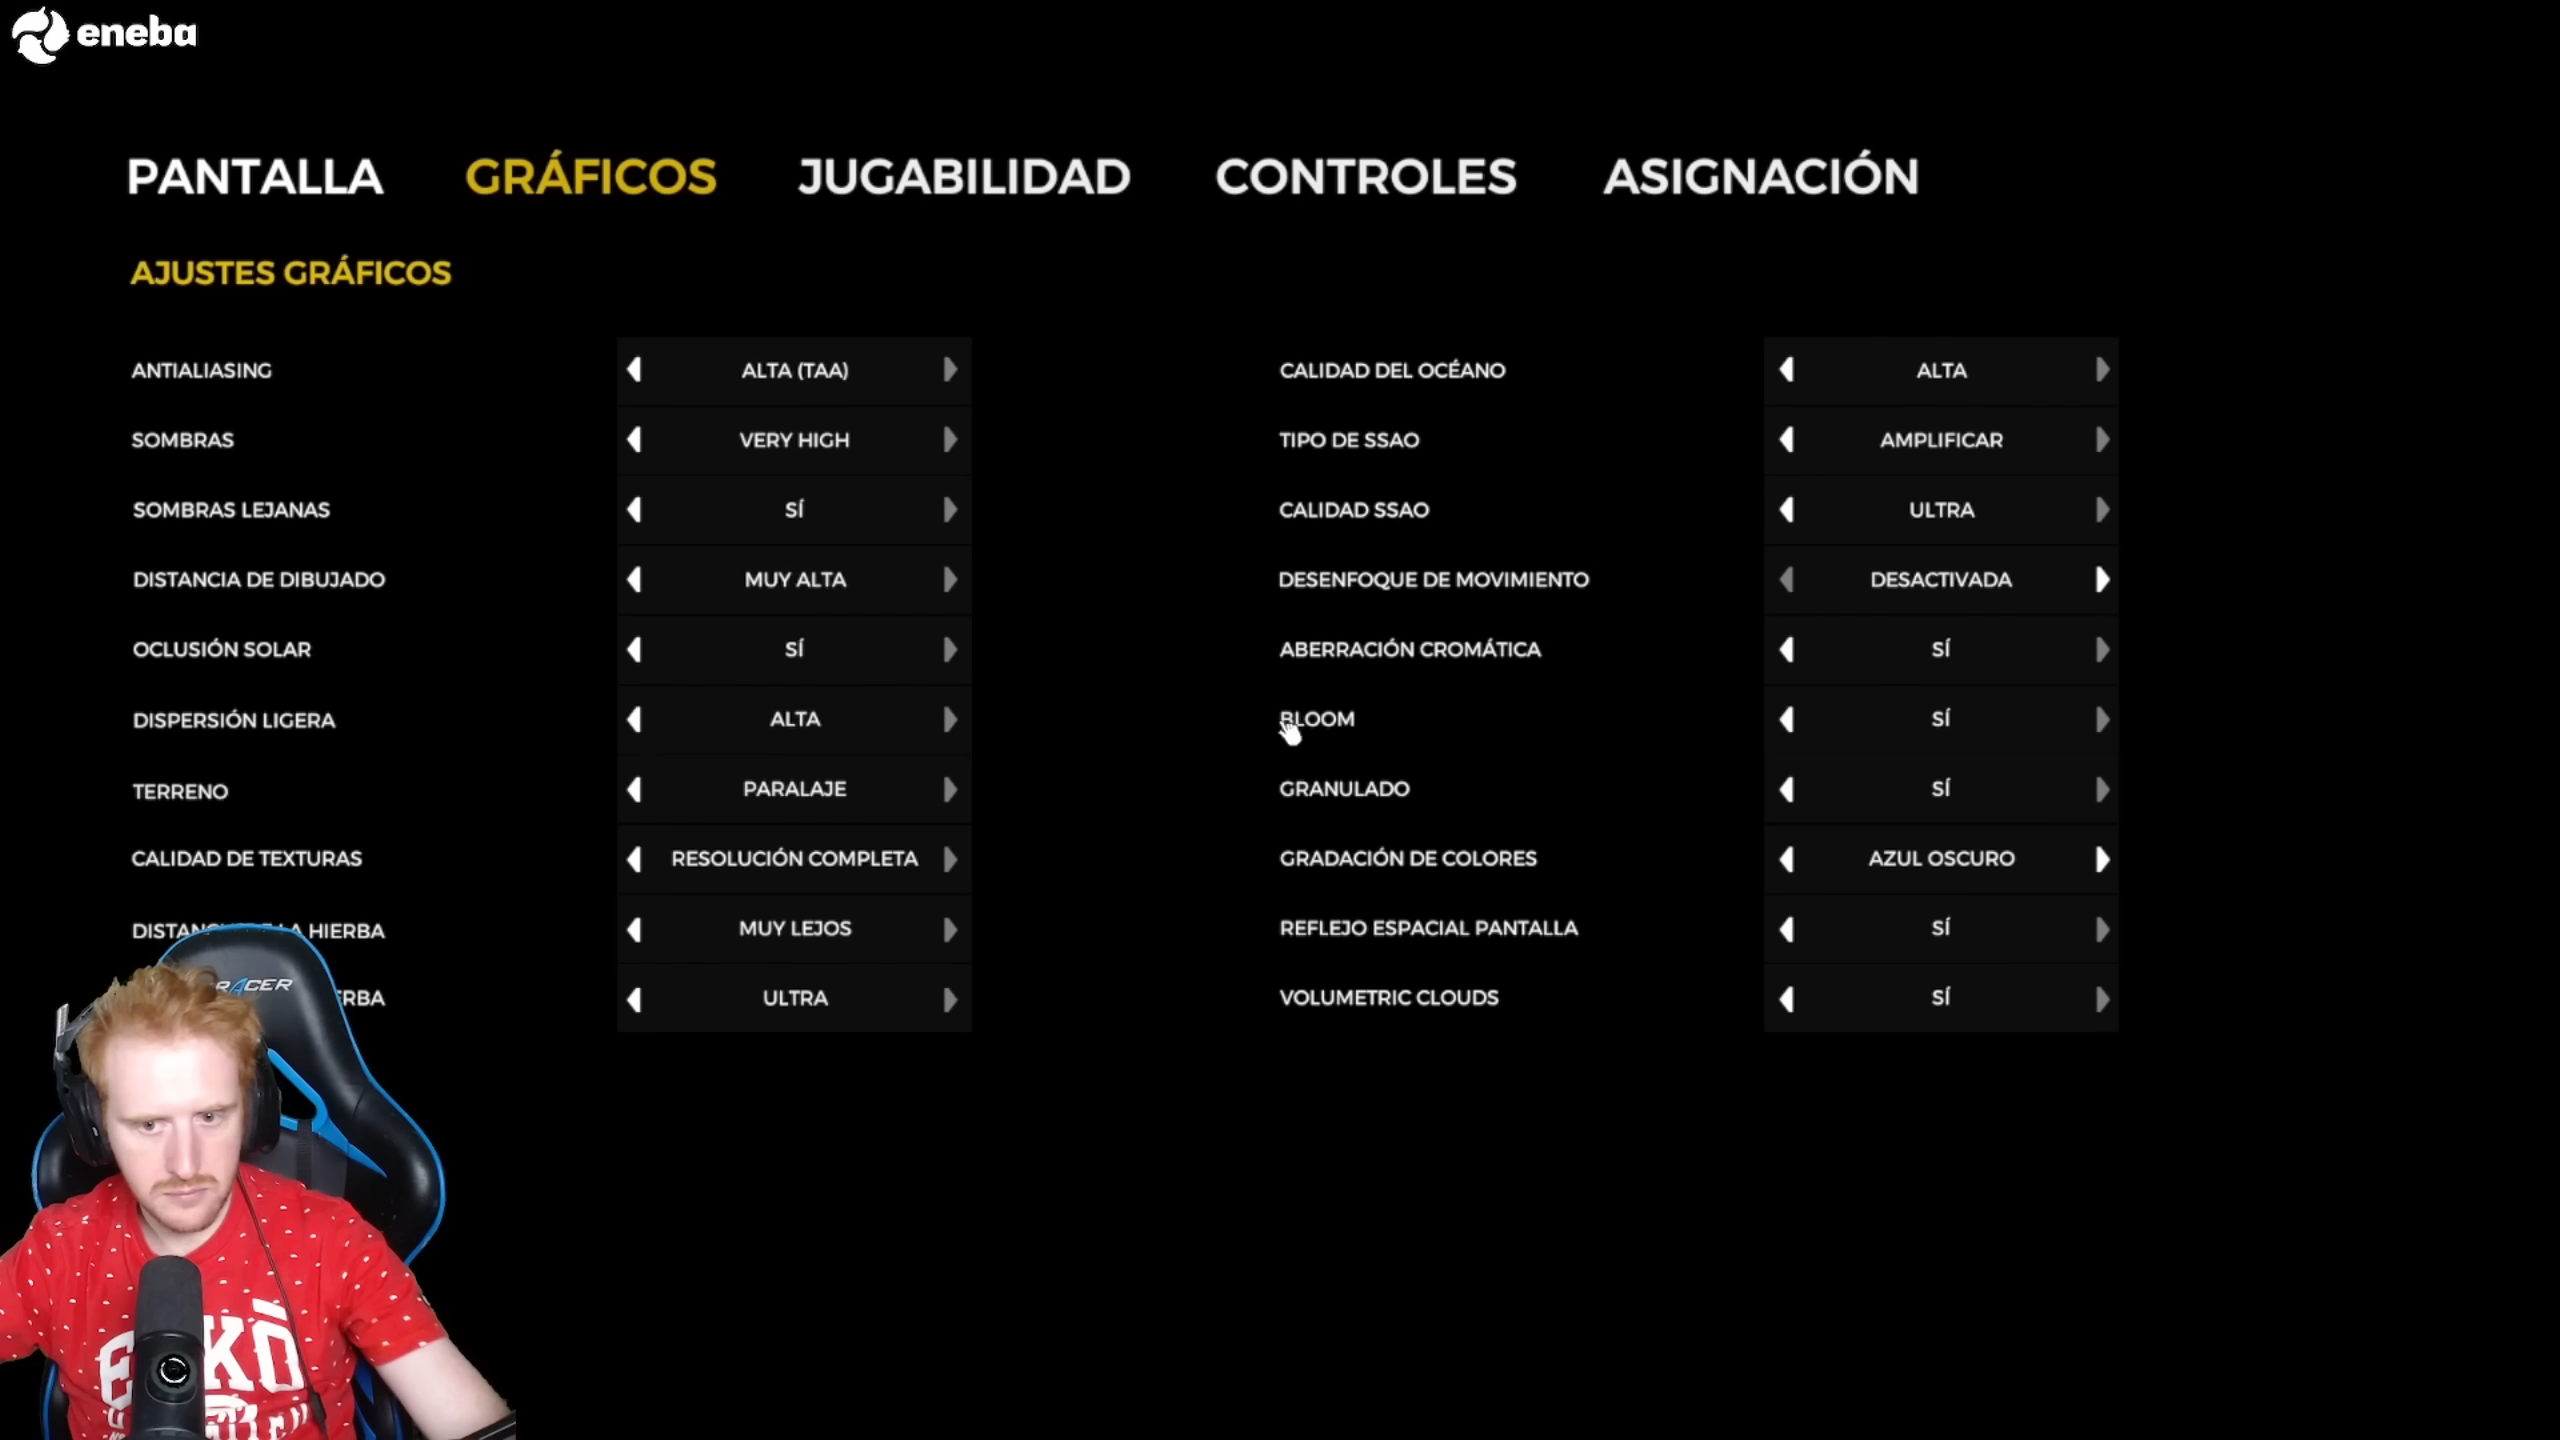 eneba
PANTALLA GRÁFICOS JUGABILIDAD CONTROLES ASIGNACIÓN
AJUSTES GRÁFICOS
ANTIALIASING ALTA (TAA)
SOMBRAS VERY HIGH
SOMBRAS LEJANAS SÍ
DISTANCIA DE DIBUJADO MUY ALTA
OCLUSIÓN SOLAR SÍ
DISPERSIÓN LIGERA ALTA
TERRENO PARALAJE
CALIDAD DE TEXTURAS RESOLUCIÓN COMPLETA
LA HIERBA MUY LEJOS
ULTRA
CALIDAD DEL OCÉANO ALTA
TIPO DE SSAO AMPLIFICAR
CALIDAD SSAO ULTRA
DESENFOQUE DE MOVIMIENTO DESACTIVADA
ABERRACIÓN CROMÁTICA SÍ
BLOOM SÍ
GRANULADO SÍ
GRADACIÓN DE COLORES AZUL OSCURO
REFLEJO ESPACIAL PANTALLA SÍ
VOLUMETRIC CLOUDS SÍ